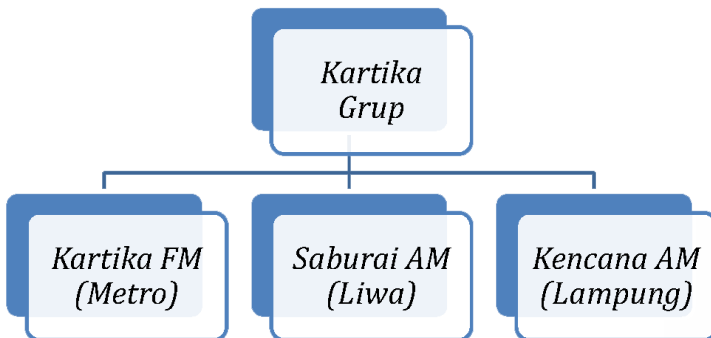 Kartika
Grup
Kartika FM
(Metro)
Saburai AM
(Liwa)
Kencana AM
(Lampung)